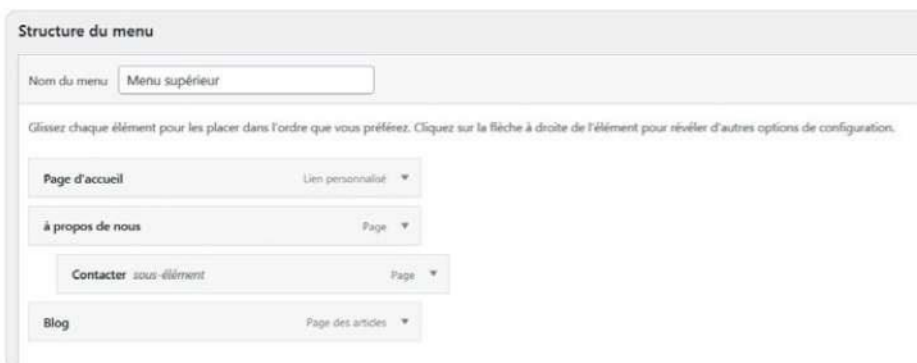 Structure du menu
Nom du menu Menu supérieur
Glissez chaque élément pour les placer dans l'ordre que vous préférez. Cliquez sur la flèche à droite de l'élément pour révéler d'autres options de configuration.
Page d'accueil Lien personnalisé
à propos de nous Page
Contacter sous-élément Page
Blog Page des articles